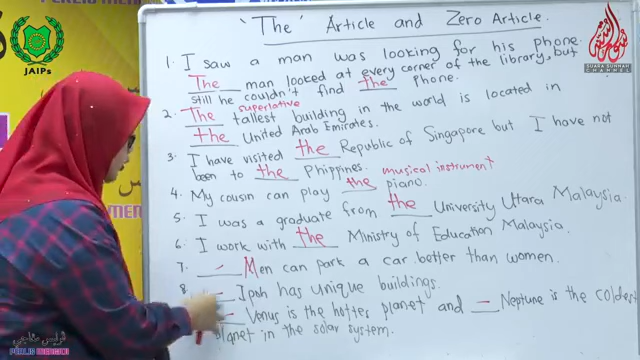 "The" Article and Zero Article.
1. I saw a man was looking for his phone.
The man looked at every corner of the library, but
still he couldn't find the phone.
superlative
2. The tallest building in the world is located in
the United Arab Emirates.
3. I have visited the Republic of Singapore but I have not
been to the Phippines.
musical instrument
4. My cousin can play the piano.
5. I was a graduate from the University Utara Malaysia.
6. I work with the Ministry of Education Malaysia.
7. – Men can park a car better than women.
8. – Ipoh has unique buildings.
– Venus is the hottes planet and – Neptune is the coldest
planet in the solar system.
JAIPs
SUARA SUNNAH
CHANNEL